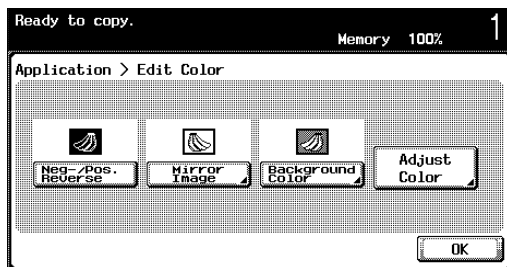 Ready to copy.
Memory 100%
1
Application > Edit Color
Neg-/Pos.
Reverse
Mirror
Image
Background
Color
Adjust
Color
OK